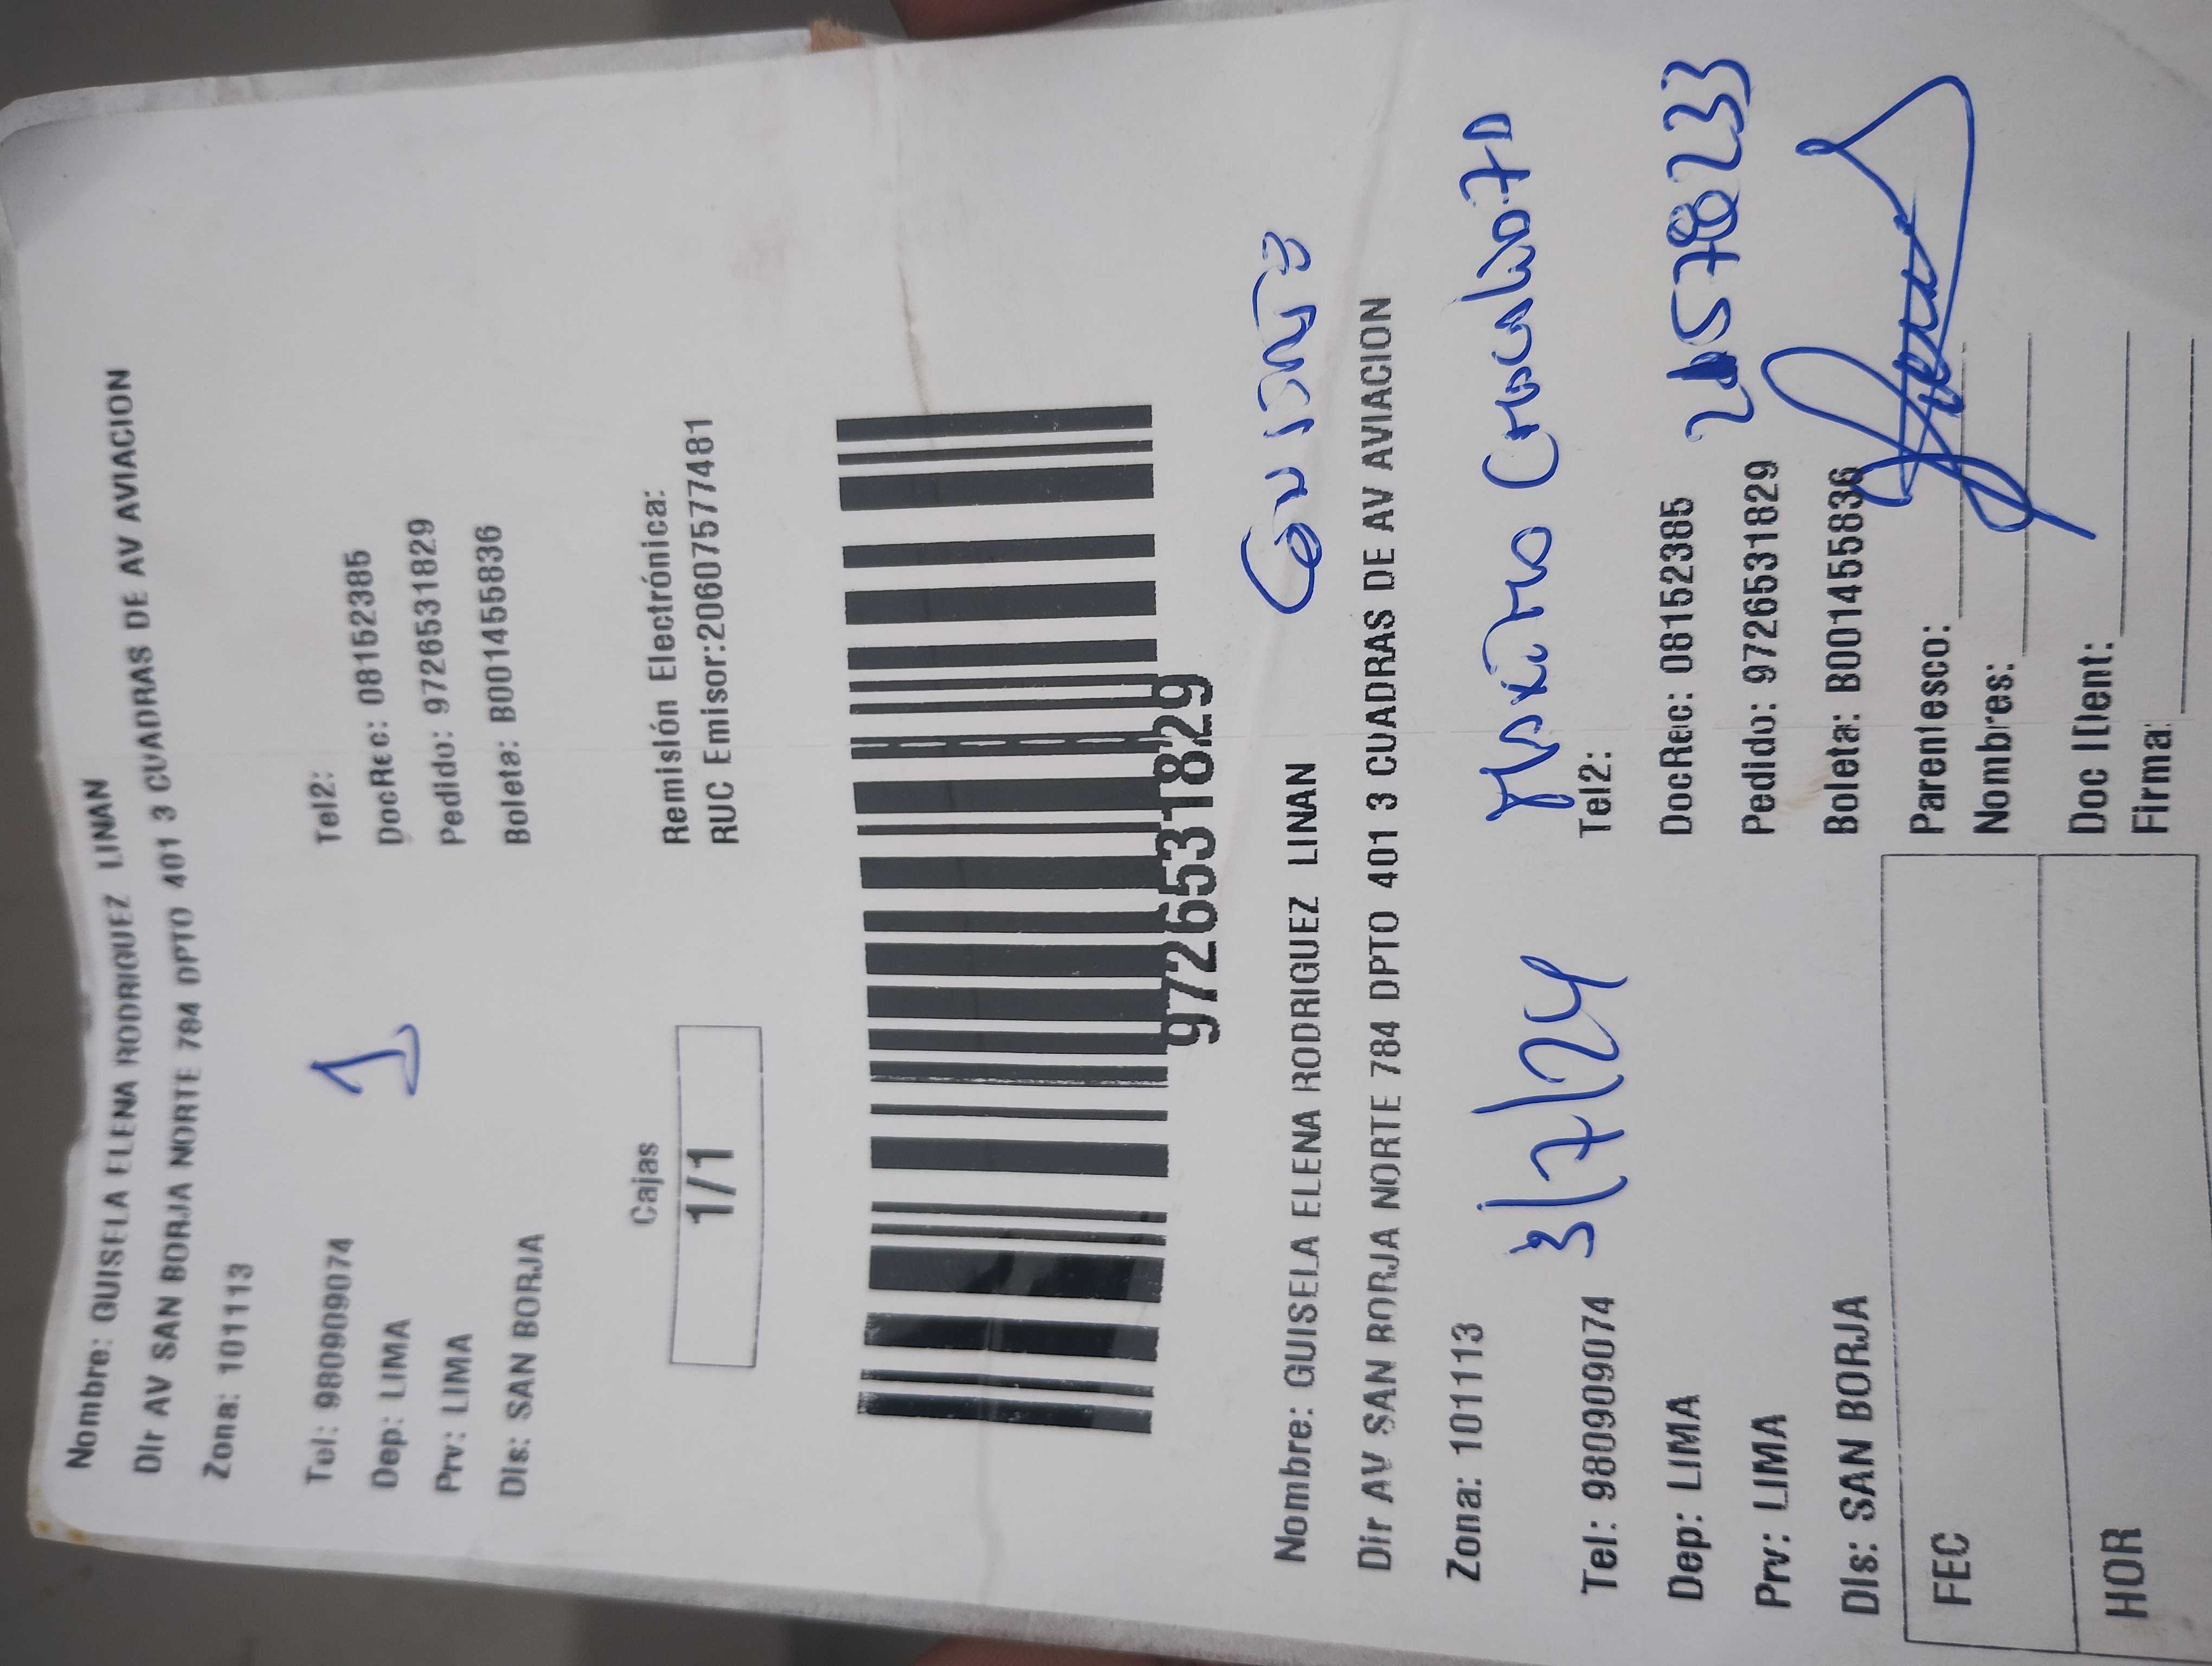 Nombre: GUISELA ELENA RODRIGUEZ LINAN
Dir AV SAN BORJA NORTE 784 DPTO 401 3 CUADRAS DE AV AVIACION
Zona: 101113
Tel: 980909074
Tel2:
Dep: LIMA
DocRec: 08152385
Prv: LIMA
Pedido: 9726531829
Dis: SAN BORJA
Boleta: B001455836
1
Cajas
1/1
Remisión Electrónica:
RUC Emisor:20607577481
9726531829
Nombre: GUISELA ELENA RODRIGUEZ LINAN
Dir AV SAN BORJA NORTE 784 DPTO 401 3 CUADRAS DE AV AVIACION
Zona: 101113
3/7/24
Tel: 980909074
Tel2:
Dep: LIMA
DocRec: 08152385
Prv: LIMA
Pedido: 9726531829
Dis: SAN BORJA
Boleta: B001455836
FEC
Parentesco:
Nombres:
HOR
Doc Ident:
Firma: